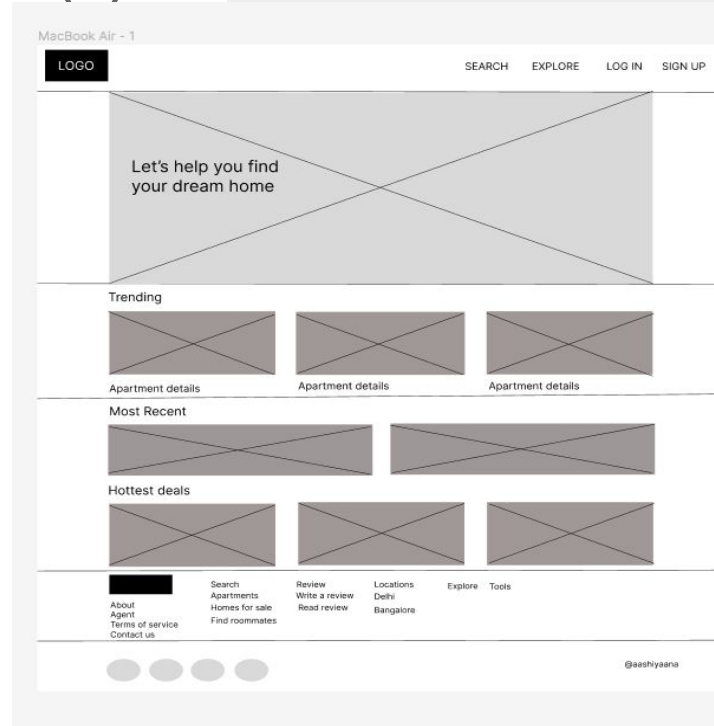 MacBook Air - 1
LOGO
SEARCH EXPLORE LOG IN SIGN UP
Let's help you find
your dream home
Trending
Apartment details Apartment details Apartment details
Most Recent
Hottest deals
About
Agent
Terms of service
Contact us
Search
Apartments
Homes for sale
Find roommates
Review
Write a review
Read review
Locations
Delhi
Bangalore
Explore
Tools
@aashiyaana